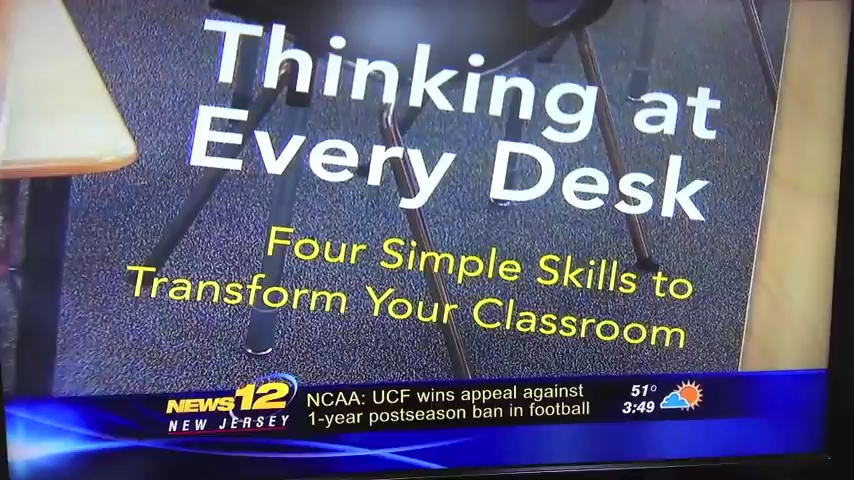 Thinking at
Every Desk
Four Simple Skills to
Transform Your Classroom
NEWS 12
NEW JERSEY
NCAA: UCF wins appeal against
1-year postseason ban in football
51°
3:49